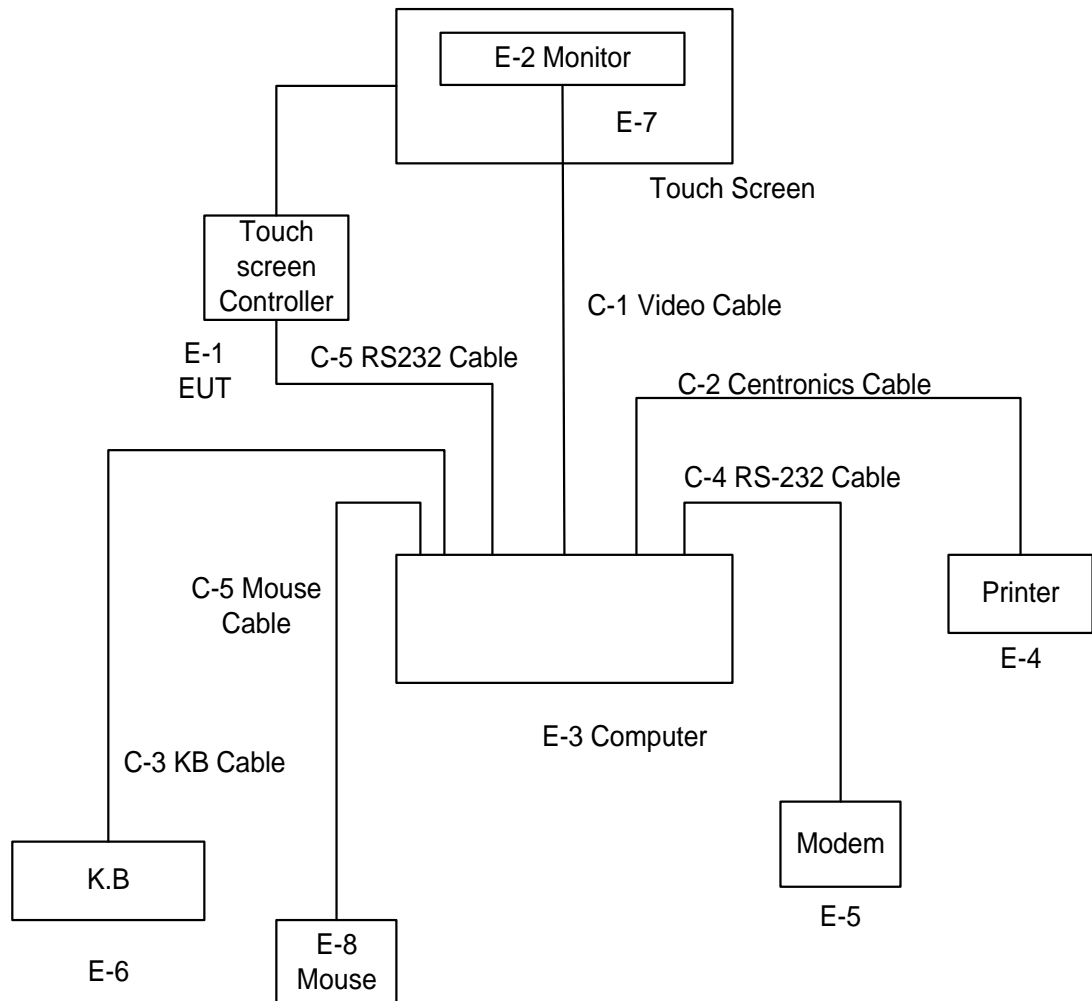 E-2 Monitor
E-7
Touch Screen
Touch
screen
Controller
E-1
EUT
C-1 Video Cable
C-5 RS232 Cable
C-2 Centronics Cable
C-4 RS-232 Cable
C-5 Mouse
Cable
Printer
E-4
E-3 Computer
C-3 KB Cable
Modem
E-5
K.B
E-6
E-8
Mouse